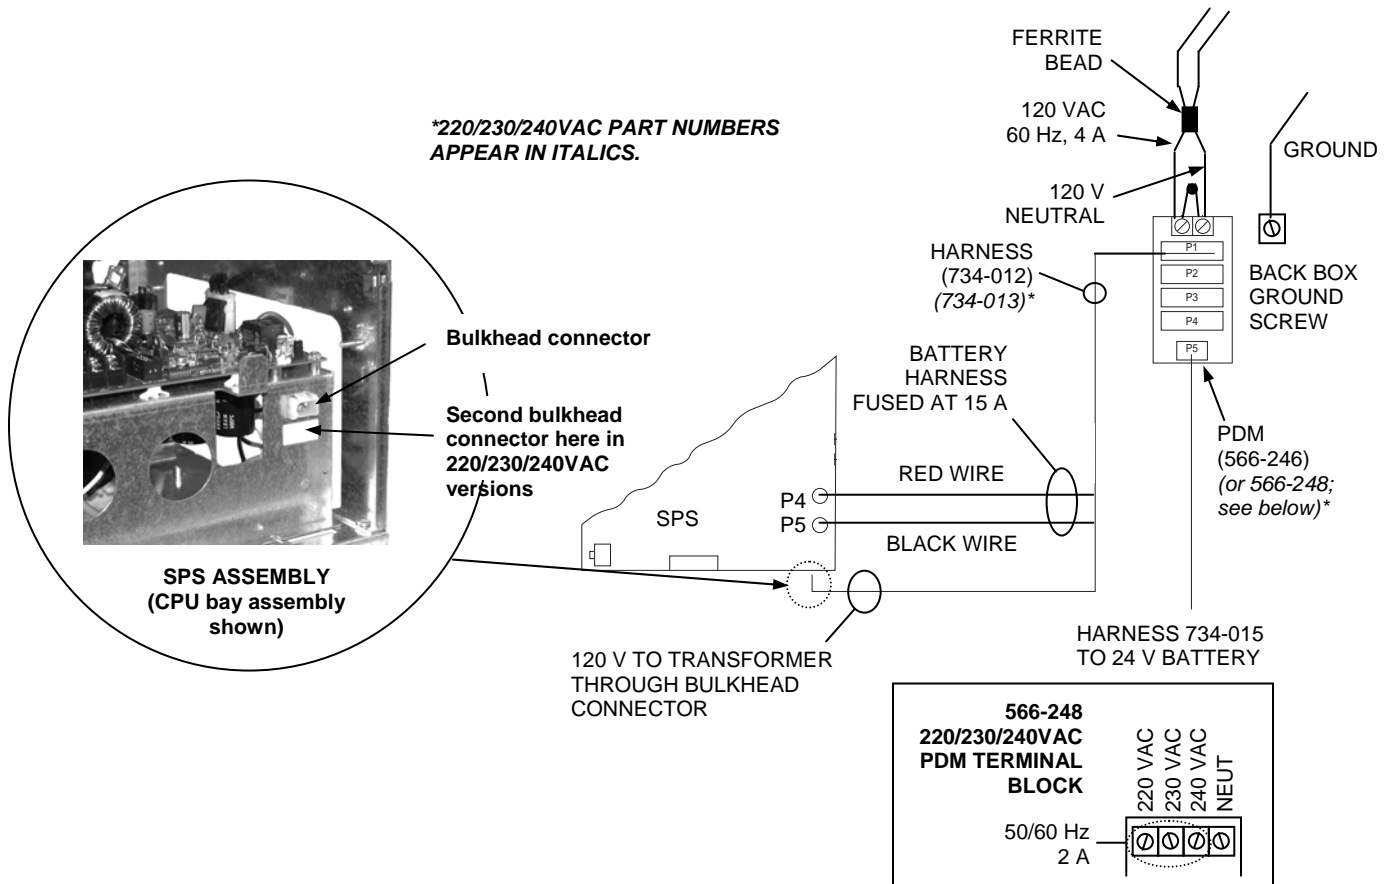 FERRITE
BEAD
120 VAC
60 Hz, 4 A
*220/230/240VAC PART NUMBERS
APPEAR IN ITALICS.
GROUND
120 V
NEUTRAL
HARNESS
(734-012)
(734-013)*
P1
P2
P3
P4
P5
BACK BOX
GROUND
SCREW
Bulkhead connector
Second bulkhead
connector here in
220/230/240VAC
versions
BATTERY
HARNESS
FUSED AT 15 A
PDM
(566-246)
(or 566-248;
see below)*
RED WIRE
P4
SPS
P5
BLACK WIRE
SPS ASSEMBLY
(CPU bay assembly
shown)
120 V TO TRANSFORMER
THROUGH BULKHEAD
CONNECTOR
HARNESS 734-015
TO 24 V BATTERY
566-248
220/230/240VAC
PDM TERMINAL
BLOCK
220 VAC
230 VAC
240 VAC
NEUT
50/60 Hz
2 A